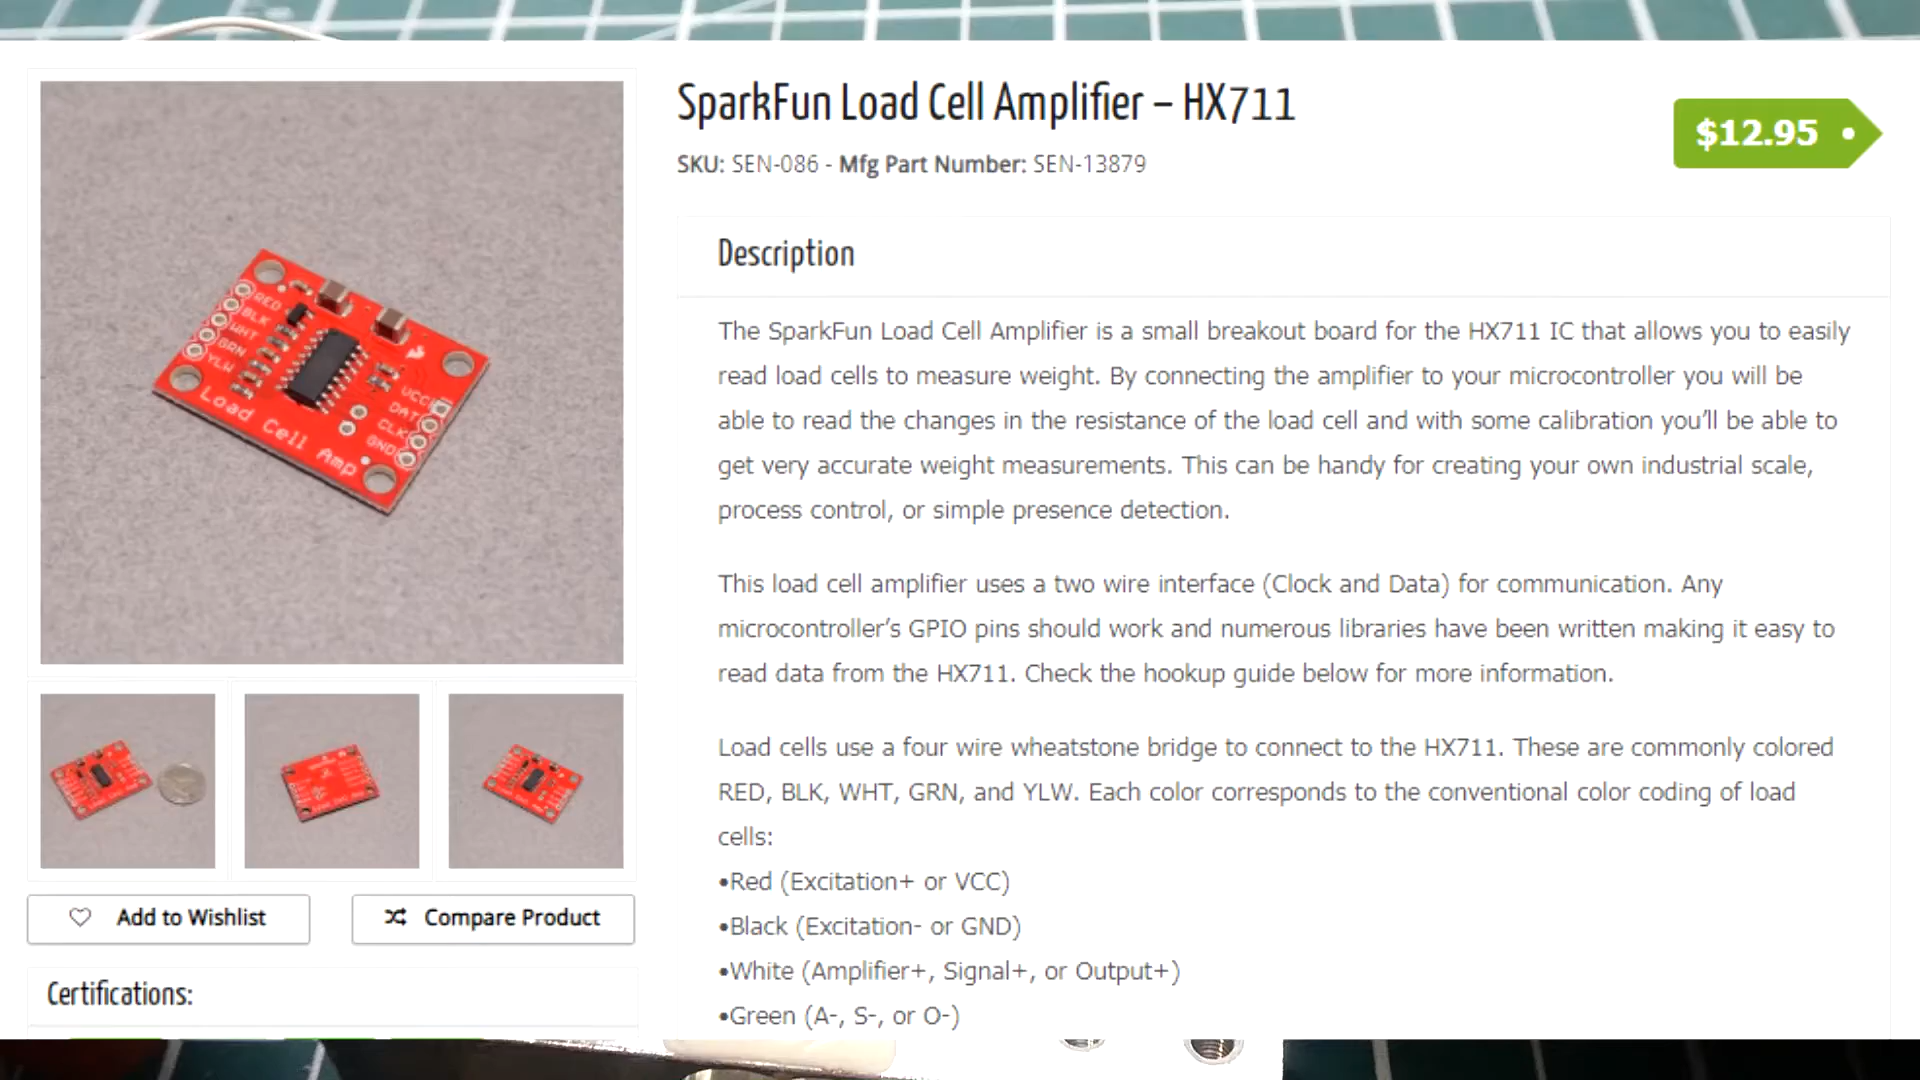 SparkFun Load Cell Amplifier – HX711
$12.95
SKU: SEN-086 - Mfg Part Number: SEN-13879
Description
The SparkFun Load Cell Amplifier is a small breakout board for the HX711 IC that allows you to easily
read load cells to measure weight. By connecting the amplifier to your microcontroller you will be
able to read the changes in the resistance of the load cell and with some calibration you’ll be able to
get very accurate weight measurements. This can be handy for creating your own industrial scale,
process control, or simple presence detection.
This load cell amplifier uses a two wire interface (Clock and Data) for communication. Any
microcontroller’s GPIO pins should work and numerous libraries have been written making it easy to
read data from the HX711. Check the hookup guide below for more information.
Load cells use a four wire wheatstone bridge to connect to the HX711. These are commonly colored
RED, BLK, WHT, GRN, and YLW. Each color corresponds to the conventional color coding of load
cells:
•Red (Excitation+ or VCC)
•Black (Excitation- or GND)
•White (Amplifier+, Signal+, or Output+)
•Green (A-, S-, or O-)
RED
BLK
WHT
GRN
YLW
VCC
DAT
CLK
GND
Load Cell Amp
Add to Wishlist
Compare Product
Certifications: